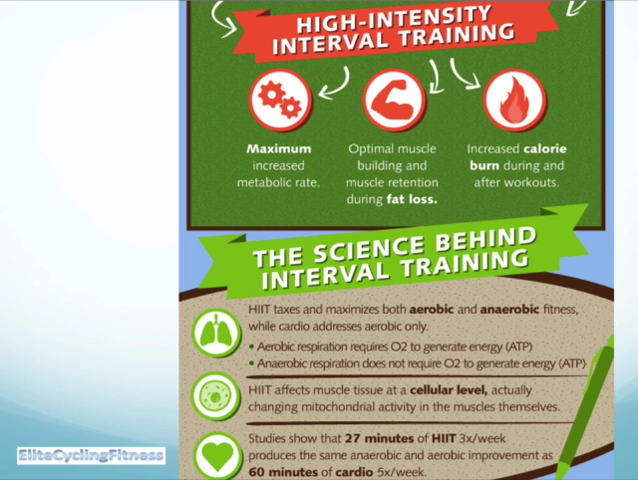 HIGH-INTENSITY
INTERVAL TRAINING
Maximum
increased
metabolic rate.
Optimal muscle
building and
muscle retention
during fat loss.
Increased calorie
burn during and
after workouts.
THE SCIENCE BEHIND
INTERVAL TRAINING
HIIT taxes and maximizes both aerobic and anaerobic fitness,
while cardio addresses aerobic only.
• Aerobic respiration requires O2 to generate energy (ATP)
• Anaerobic respiration does not require O2 to generate energy (ATP)
HIIT affects muscle tissue at a cellular level, actually
changing mitochondrial activity in the muscles themselves.
Studies show that 27 minutes of HIIT 3x/week
produces the same anaerobic and aerobic improvement as
60 minutes of cardio 5x/week.
EliteCyclingFitness